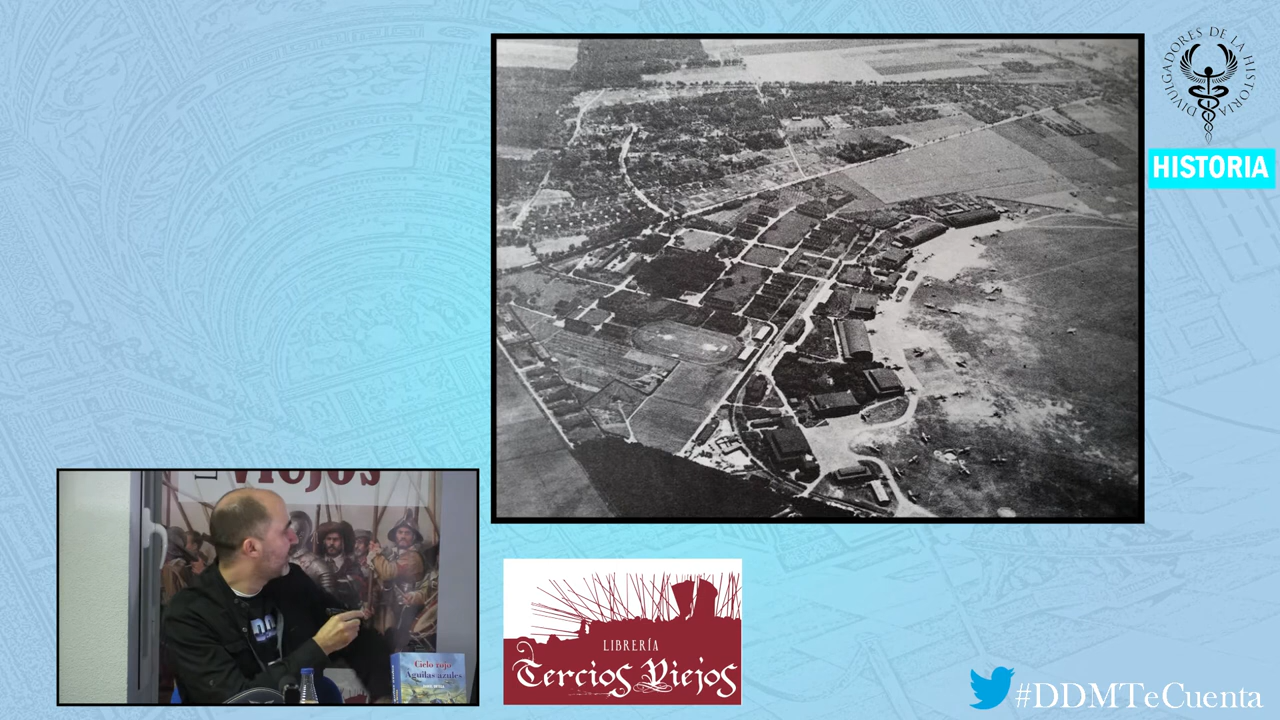 DIVULGADORES DE LA HISTORIA
HISTORIA
VIEJOS
Cielo rojo
Águilas azules
LIBRERÍA
Tercios Viejos
#DDMTeCuenta